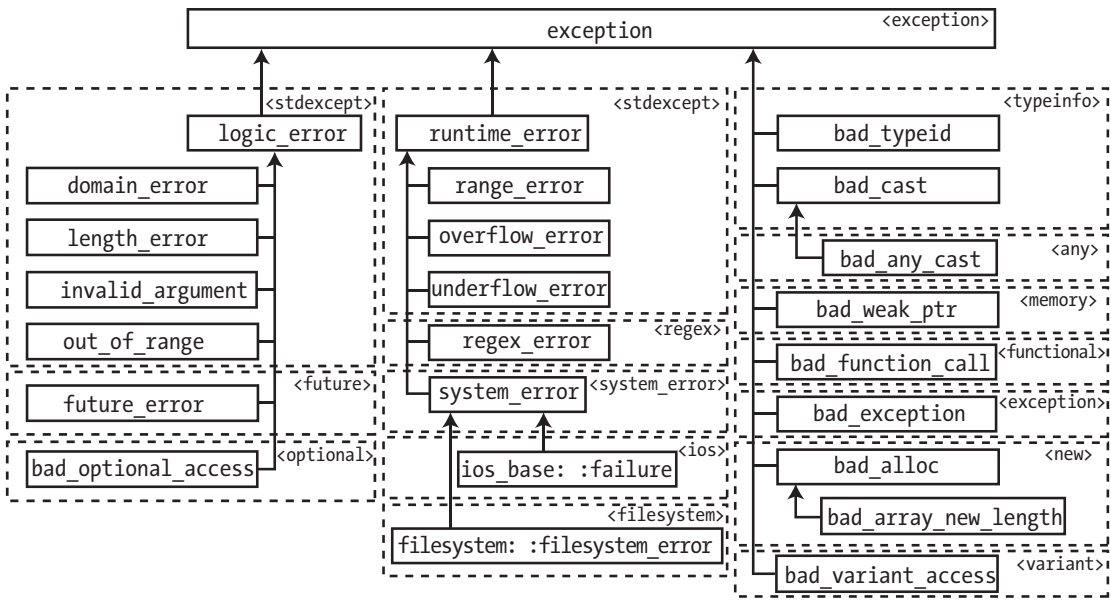 exception
<exception>
<stdexcept>
logic_error
domain_error
length_error
invalid_argument
out_of_range
<future>
future_error
<optional>
bad_optional_access
<stdexcept>
runtime_error
range_error
overflow_error
underflow_error
<regex>
regex_error
<system_error>
system_error
<ios>
ios_base: :failure
<filesystem>
filesystem: :filesystem_error
<typeinfo>
bad_typeid
bad_cast
<any>
bad_any_cast
<memory>
bad_weak_ptr
<functional>
bad_function_call
<exception>
bad_exception
<new>
bad_alloc
bad_array_new_length
<variant>
bad_variant_access